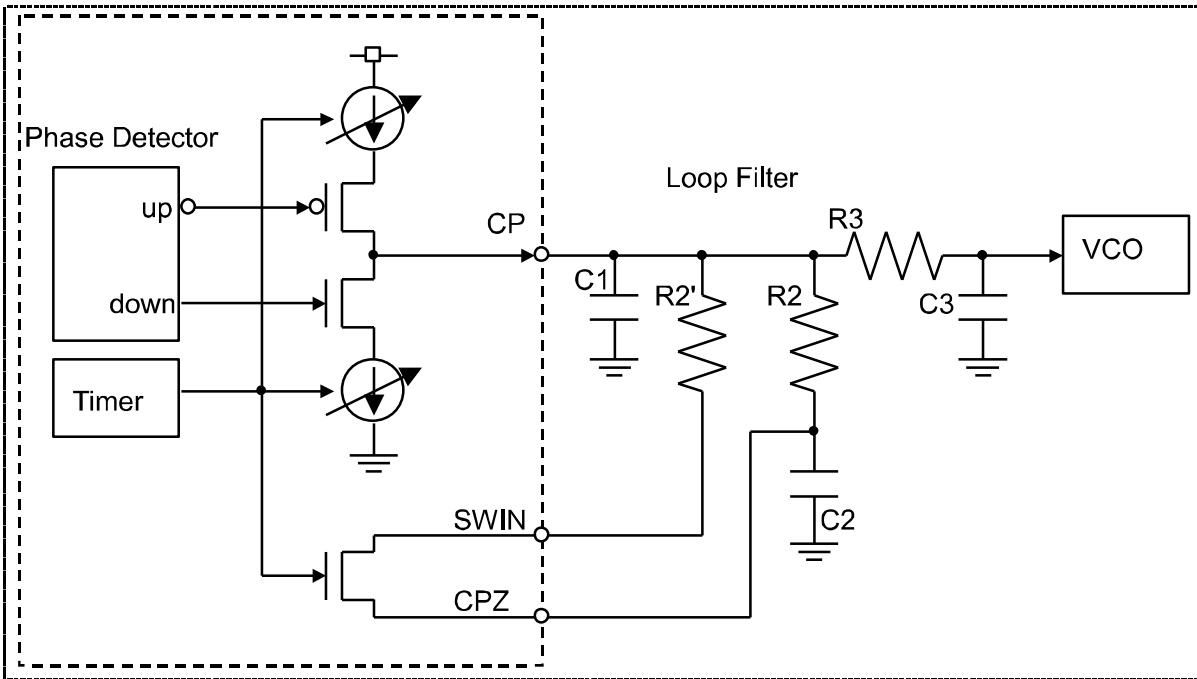 Phase Detector
up
down
Timer
CP
SWIN
CPZ
Loop Filter
C1
R2'
R2
C2
R3
C3
VCO